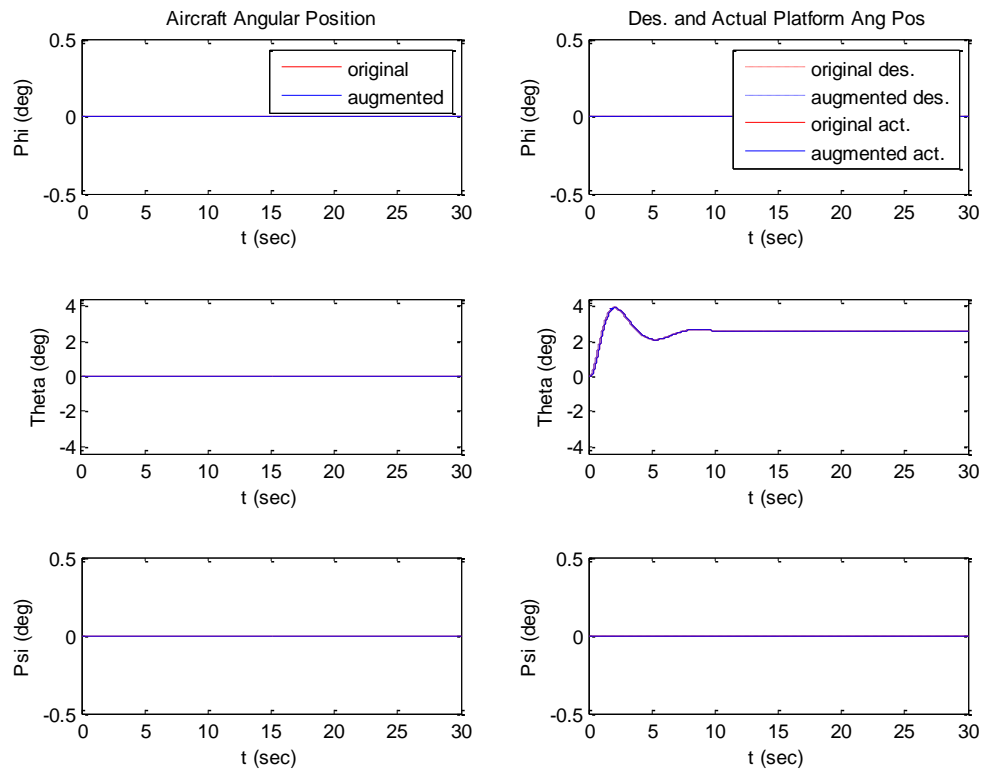 Aircraft Angular Position
Des. and Actual Platform Ang Pos
0.5
0
-0.5
Phi (deg)
original
augmented
0 5 10 15 20 25 30
t (sec)
0.5
0
-0.5
Phi (deg)
original des.
augmented des.
original act.
augmented act.
0 5 10 15 20 25 30
t (sec)
4
2
0
-2
-4
Theta (deg)
0 5 10 15 20 25 30
t (sec)
4
2
0
-2
-4
Theta (deg)
0 5 10 15 20 25 30
t (sec)
0.5
0
-0.5
Psi (deg)
0 5 10 15 20 25 30
t (sec)
0.5
0
-0.5
Psi (deg)
0 5 10 15 20 25 30
t (sec)